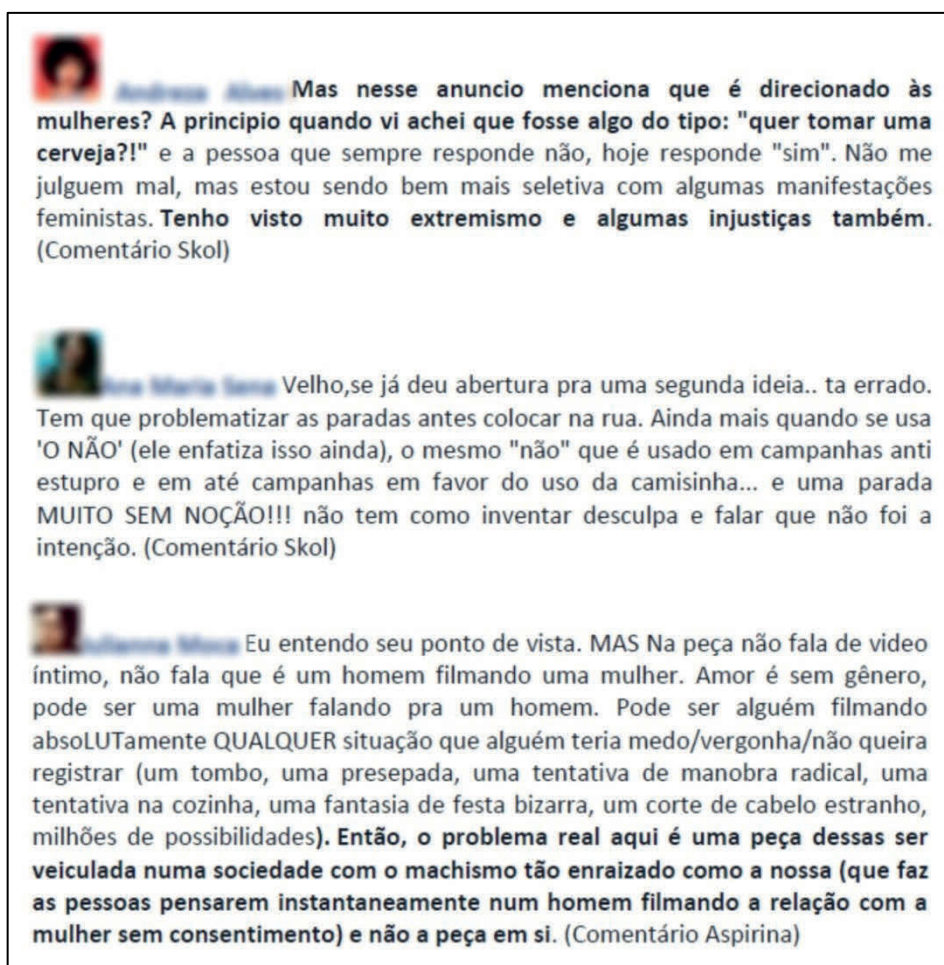 Mas nesse anuncio menciona que é direcionado às
mulheres? A principio quando vi achei que fosse algo do tipo: "quer tomar uma
cerveja?!" e a pessoa que sempre responde não, hoje responde "sim". Não me
julguem mal, mas estou sendo bem mais seletiva com algumas manifestações
feministas. Tenho visto muito extremismo e algumas injustiças também.
(Comentário Skol)
Velho,se já deu abertura pra uma segunda ideia.. ta errado.
Tem que problematizar as paradas antes colocar na rua. Ainda mais quando se usa
'O NÃO' (ele enfatiza isso ainda), o mesmo "não" que é usado em campanhas anti
estupro e em até campanhas em favor do uso da camisinha... e uma parada
MUITO SEM NOÇÃO!!! não tem como inventar desculpa e falar que não foi a
intenção. (Comentário Skol)
Eu entendo seu ponto de vista. MAS Na peça não fala de video
íntimo, não fala que é um homem filmando uma mulher. Amor é sem gênero,
pode ser uma mulher falando pra um homem. Pode ser alguém filmando
absoLUTamente QUALQUER situação que alguém teria medo/vergonha/não queira
registrar (um tombo, uma presepada, uma tentativa de manobra radical, uma
tentativa na cozinha, uma fantasia de festa bizarra, um corte de cabelo estranho,
milhões de possibilidades). Então, o problema real aqui é uma peça dessas ser
veiculada numa sociedade com o machismo tão enraizado como a nossa (que faz
as pessoas pensarem instantaneamente num homem filmando a relação com a
mulher sem consentimento) e não a peça em si. (Comentário Aspirina)